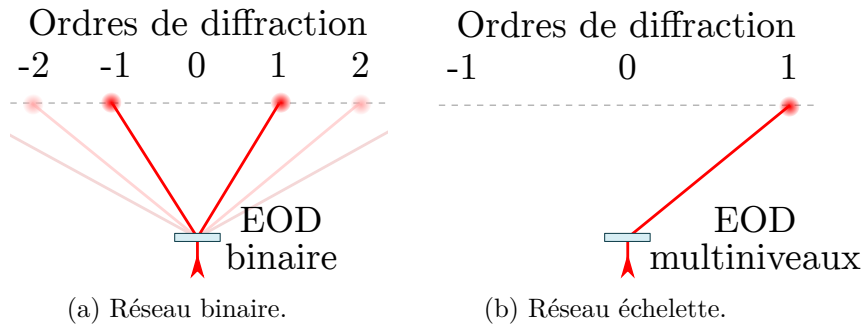 Ordres de diffraction
-2 -1 0 1 2
EOD
binaire
(a) Réseau binaire.
Ordres de diffraction
-1 0 1
EOD
multiniveaux
(b) Réseau échelette.